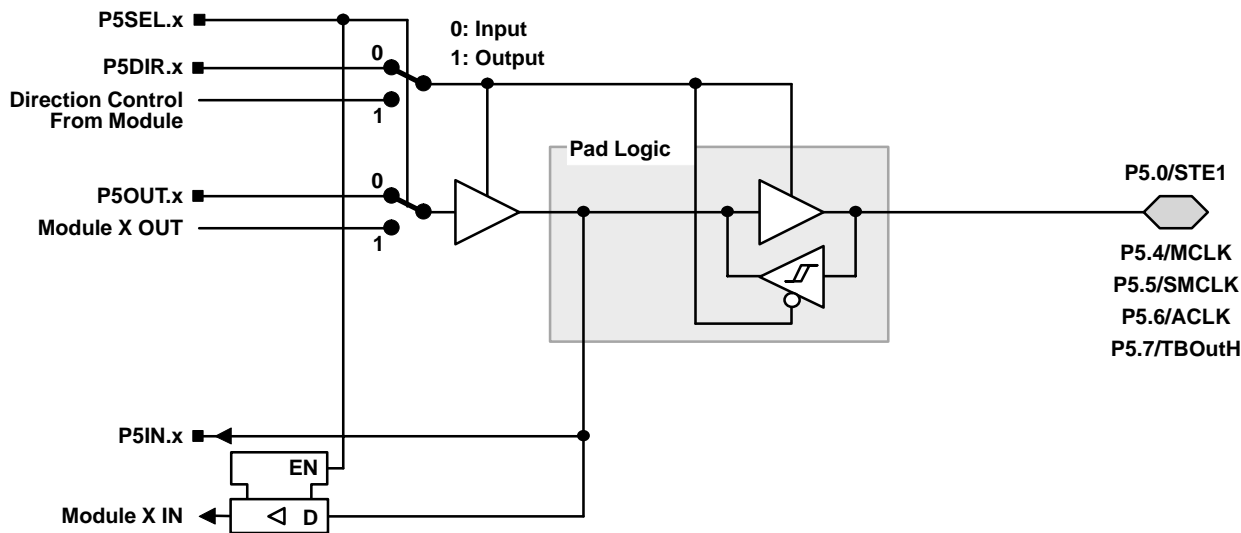 P5SEL.x
0: Input
1: Output
0
P5DIR.x
Direction Control
From Module
1
Pad Logic
P5.0/STE1
0
P5OUT.x
Module X OUT
1
P5.4/MCLK
P5.5/SMCLK
P5.6/ACLK
P5.7/TBOutH
P5IN.x
EN
Module X IN
D